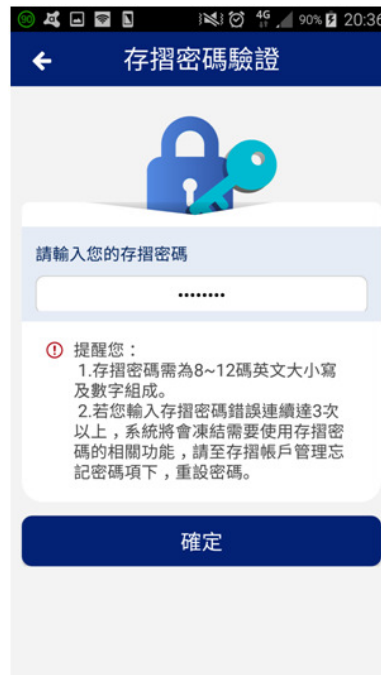 90 4G 90% 20:36
存摺密碼驗證
請輸入您的存摺密碼
••••••••
提醒您：
1.存摺密碼需為8~12碼英文大小寫
及數字組成。
2.若您輸入存摺密碼錯誤連續達3次
以上，系統將會凍結需要使用存摺密
碼的相關功能，請至存摺帳戶管理忘
記密碼項下，重設密碼。
確定